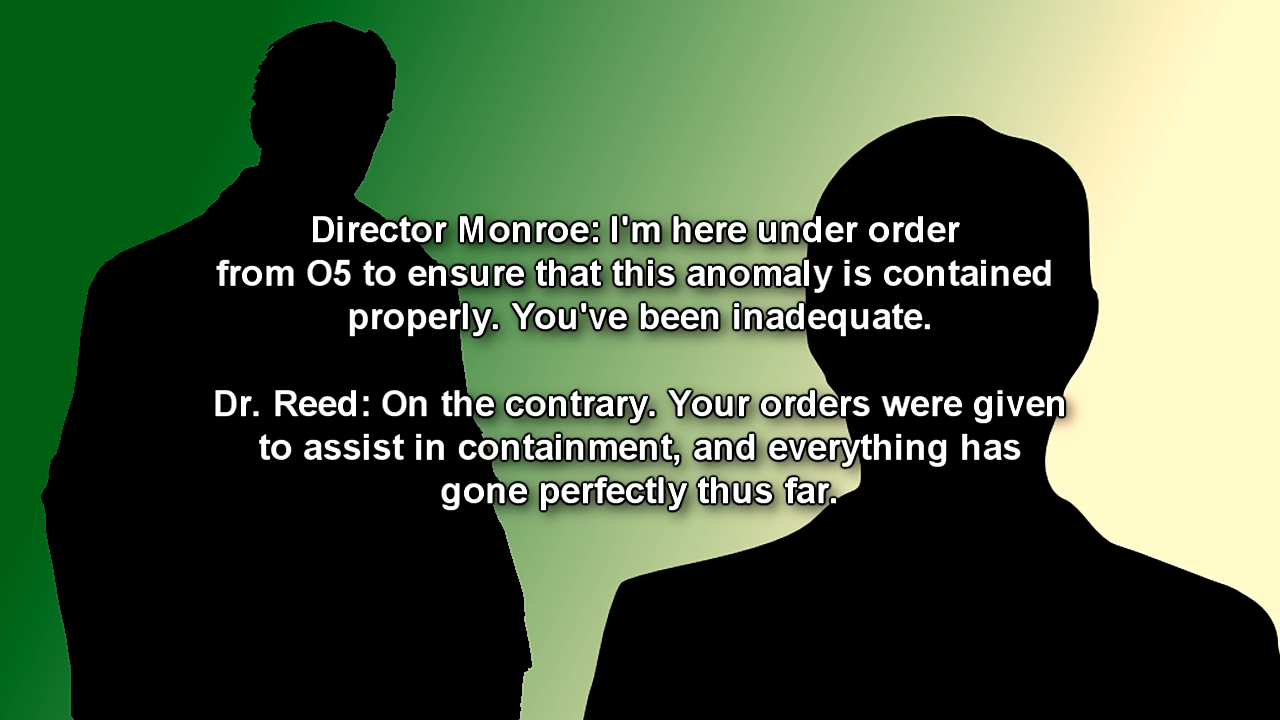 Director Monroe: I'm here under order
from O5 to ensure that this anomaly is contained
properly. You've been inadequate.
Dr. Reed: On the contrary. Your orders were given
to assist in containment, and everything has
gone perfectly thus far.